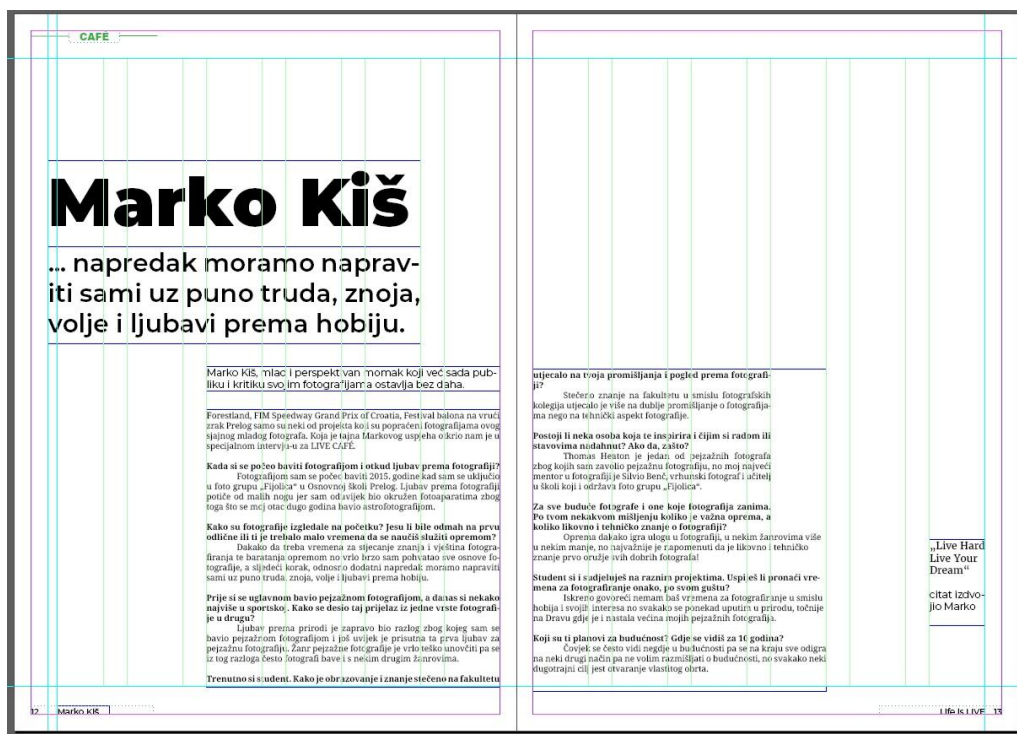 CAFÉ
Marko Kiš
... napredak moramo naprav-
iti sami uz puno truda, znoja,
volje i ljubavi prema hobiju.
Marko Kiš, mlad i perspektivan momak koji već sada pub-
liku i kritiku svojim fotografijama ostavlja bez daha.
Forestland, FIM Speedway Grand Prix of Croatia, Festival balona na vrući
zrak Prelog samo su neki od projekta koji su popraćeni fotografijama ovog
sjajnog mladog fotografa. Koja je tajna Markovog uspjeha otkrio nam je u
specijalnom intervju-u za LIVE CAFÉ.
Kada si se počeo baviti fotografijom i otkud ljubav prema fotografiji?
Fotografijom sam se počeo baviti 2015. godine kad sam se uključio
u foto grupu „Fijolica“ u Osnovnoj školi Prelog. Ljubav prema fotografiji
potiče od malih nogu jer sam oduvijek bio okružen fotoaparatima zbog
toga što se moj otac dugo godina bavio astrofotografijom.
Kako su fotografije izgledale na početku? Jesu li bile odmah na prvu
odlične ili ti je trebalo malo vremena da se naučiš služiti opremom?
Dakako da treba vremena za stjecanje znanja i vještina fotogra-
firanja te baratanja opremom no vrlo brzo sam pohvatao sve osnove fo-
tografije, a sljedeći korak, odnosno dodatni napredak moramo napraviti
sami uz puno truda, znoja, volje i ljubavi prema hobiju.
Prije si se uglavnom bavio pejzažnom fotografijom, a danas si nekako
najviše u sportskoj. Kako se desio taj prijelaz iz jedne vrste fotografi-
je u drugu?
Ljubav prema prirodi je zapravo bio razlog zbog kojeg sam se
bavio pejzažnom fotografijom i još uvijek je prisutna ta prva ljubav za
pejzažnu fotografiju. Žanr pejzažne fotografije je vrlo teško unovčiti pa se
iz tog razloga često fotografi bave i s nekim drugim žanrovima.
Trenutno si student. Kako je obrazovanje i znanje stečeno na fakultetu
utjecalo na tvoja promišljanja i pogled prema fotografi-
ji?
Stečeno znanje na fakultetu u smislu fotografskih
kolegija utjecalo je više na dublje promišljanje o fotografija-
ma nego na tehnički aspekt fotografije.
Postoji li neka osoba koja te inspirira i čijim si radom ili
stavovima nadahnut? Ako da, zašto?
Thomas Heaton je jedan od pejzažnih fotografa
zbog kojih sam zavolio pejzažnu fotografiju, no moj najveći
mentor u fotografiji je Silvio Benč, vrhunski fotograf i učitelj
u školi koji i održava foto grupu „Fijolica“.
Za sve buduće fotografe i one koje fotografija zanima.
Po tvom nekakvom mišljenju koliko je važna oprema, a
koliko likovno i tehničko znanje o fotografiji?
Oprema dakako igra ulogu u fotografiji, u nekim žanrovima više
u nekim manje, no najvažnije je napomenuti da je likovno i tehničko
znanje prvo oružje svih dobrih fotografa!
Student si i sudjeluješ na raznim projektima. Uspiješ li pronaći vre-
mena za fotografiranje onako, po svom guštu?
Iskreno govoreći nemam baš vremena za fotografiranje u smislu
hobija i svojih interesa no svakako se ponekad uputim u prirodu, točnije
na Dravu gdje je i nastala većina mojih pejzažnih fotografija.
Koji su ti planovi za budućnost? Gdje se vidiš za 10 godina?
Čovjek se često vidi negdje u budućnosti pa se na kraju sve odigra
na neki drugi način pa ne volim razmišljati o budućnosti, no svakako neki
dugotrajni cilj jest otvaranje vlastitog obrta.
„Live Hard
Live Your
Dream“
citat izdvo-
jio Marko
12 Marko Kiš
Life Is LIVE 13